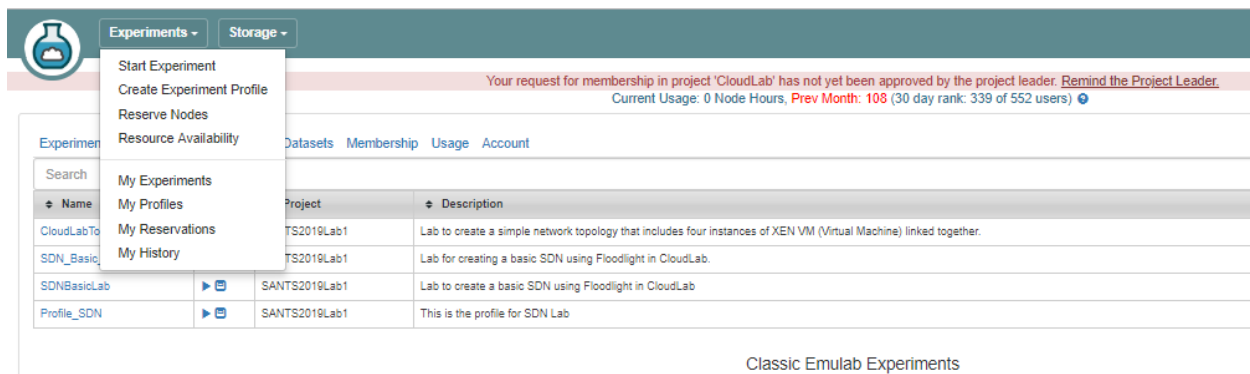 Experiments Storage
Start Experiment
Create Experiment Profile
Reserve Nodes
Resource Availability
My Experiments
My Profiles
My Reservations
My History
Your request for membership in project 'CloudLab' has not yet been approved by the project leader. Remind the Project Leader.
Current Usage: 0 Node Hours, Prev Month: 108 (30 day rank: 339 of 552 users)
Datasets Membership Usage Account
Search
Name Project Description
Lab to create a simple network topology that includes four instances of XEN VM (Virtual Machine) linked together.
Lab for creating a basic SDN using Floodlight in CloudLab.
SDNBasicLab SANTS2019Lab1 Lab to create a basic SDN using Floodlight in CloudLab
Profile_SDN SANTS2019Lab1 This is the profile for SDN Lab
Classic Emulab Experiments